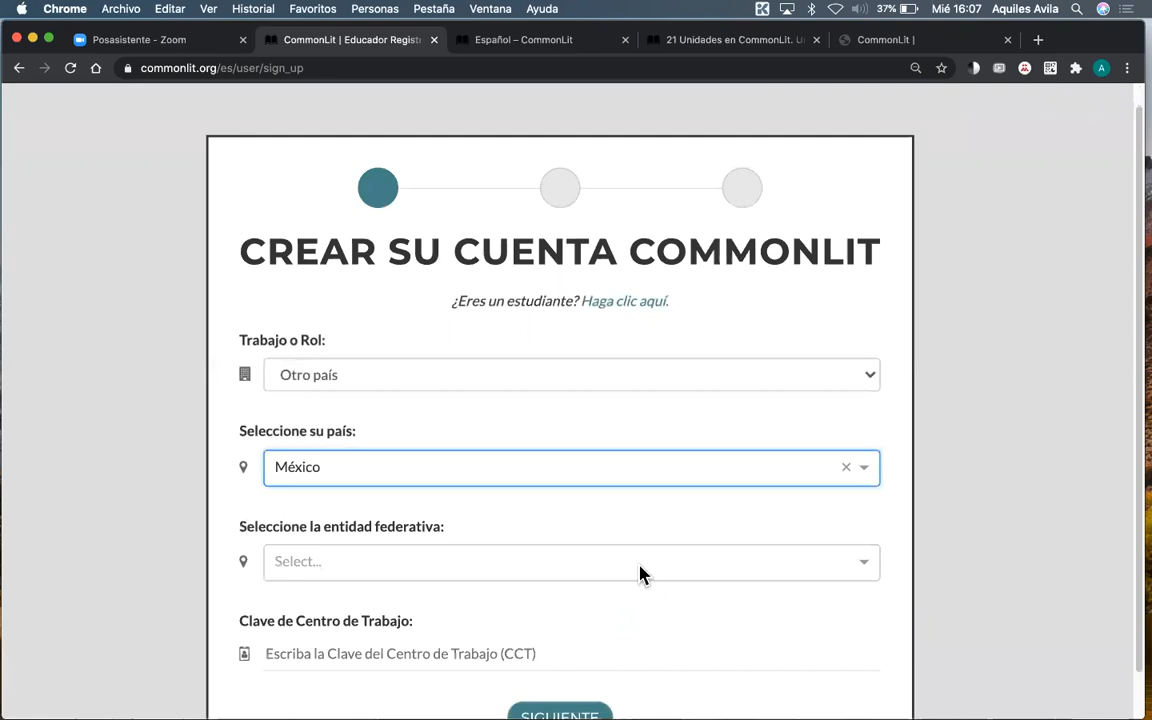 Chrome Archivo Editar Ver Historial Favoritos Personas Pestaña Ventana Ayuda 37% Mié 16:07 Aquiles Avila
Posasistente - Zoom CommonLit | Educador Regist Español – CommonLit 21 Unidades en CommonLit. U CommonLit |
commonlit.org/es/user/sign_up A
CREAR SU CUENTA COMMONLIT
¿Eres un estudiante? Haga clic aquí.
Trabajo o Rol:
Otro país
Seleccione su país:
México
Seleccione la entidad federativa:
Select...
Clave de Centro de Trabajo:
Escriba la Clave del Centro de Trabajo (CCT)
SIGUIENTE